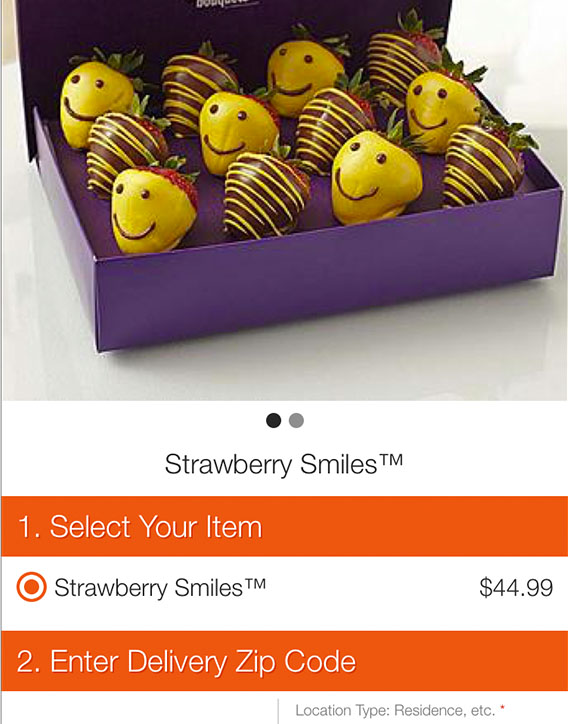 bouquets
Strawberry Smiles™
1. Select Your Item
Strawberry Smiles™ $44.99
2. Enter Delivery Zip Code
Location Type: Residence, etc. *